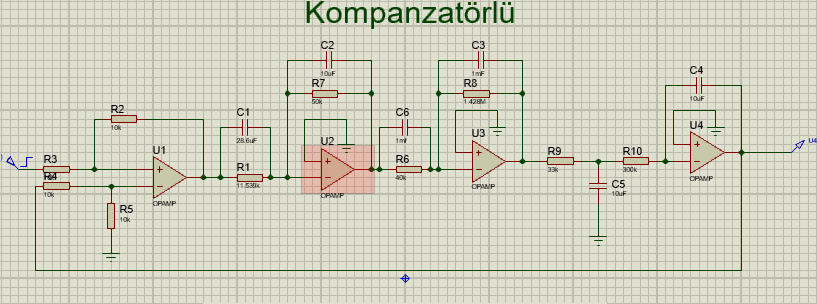 Kompanzatörlü
C2
10uF
R7
50k
C3
1mF
R8
1.428M
C4
10uF
R2
10k
C1
28.6uF
R1
11.539k
U1
OPAMP
U2
OPAMP
C6
1mf
R6
40k
U3
OPAMP
R9
33k
R10
300k
C5
10uF
U4
OPAMP
U4
R3
R4
10k
R5
10k